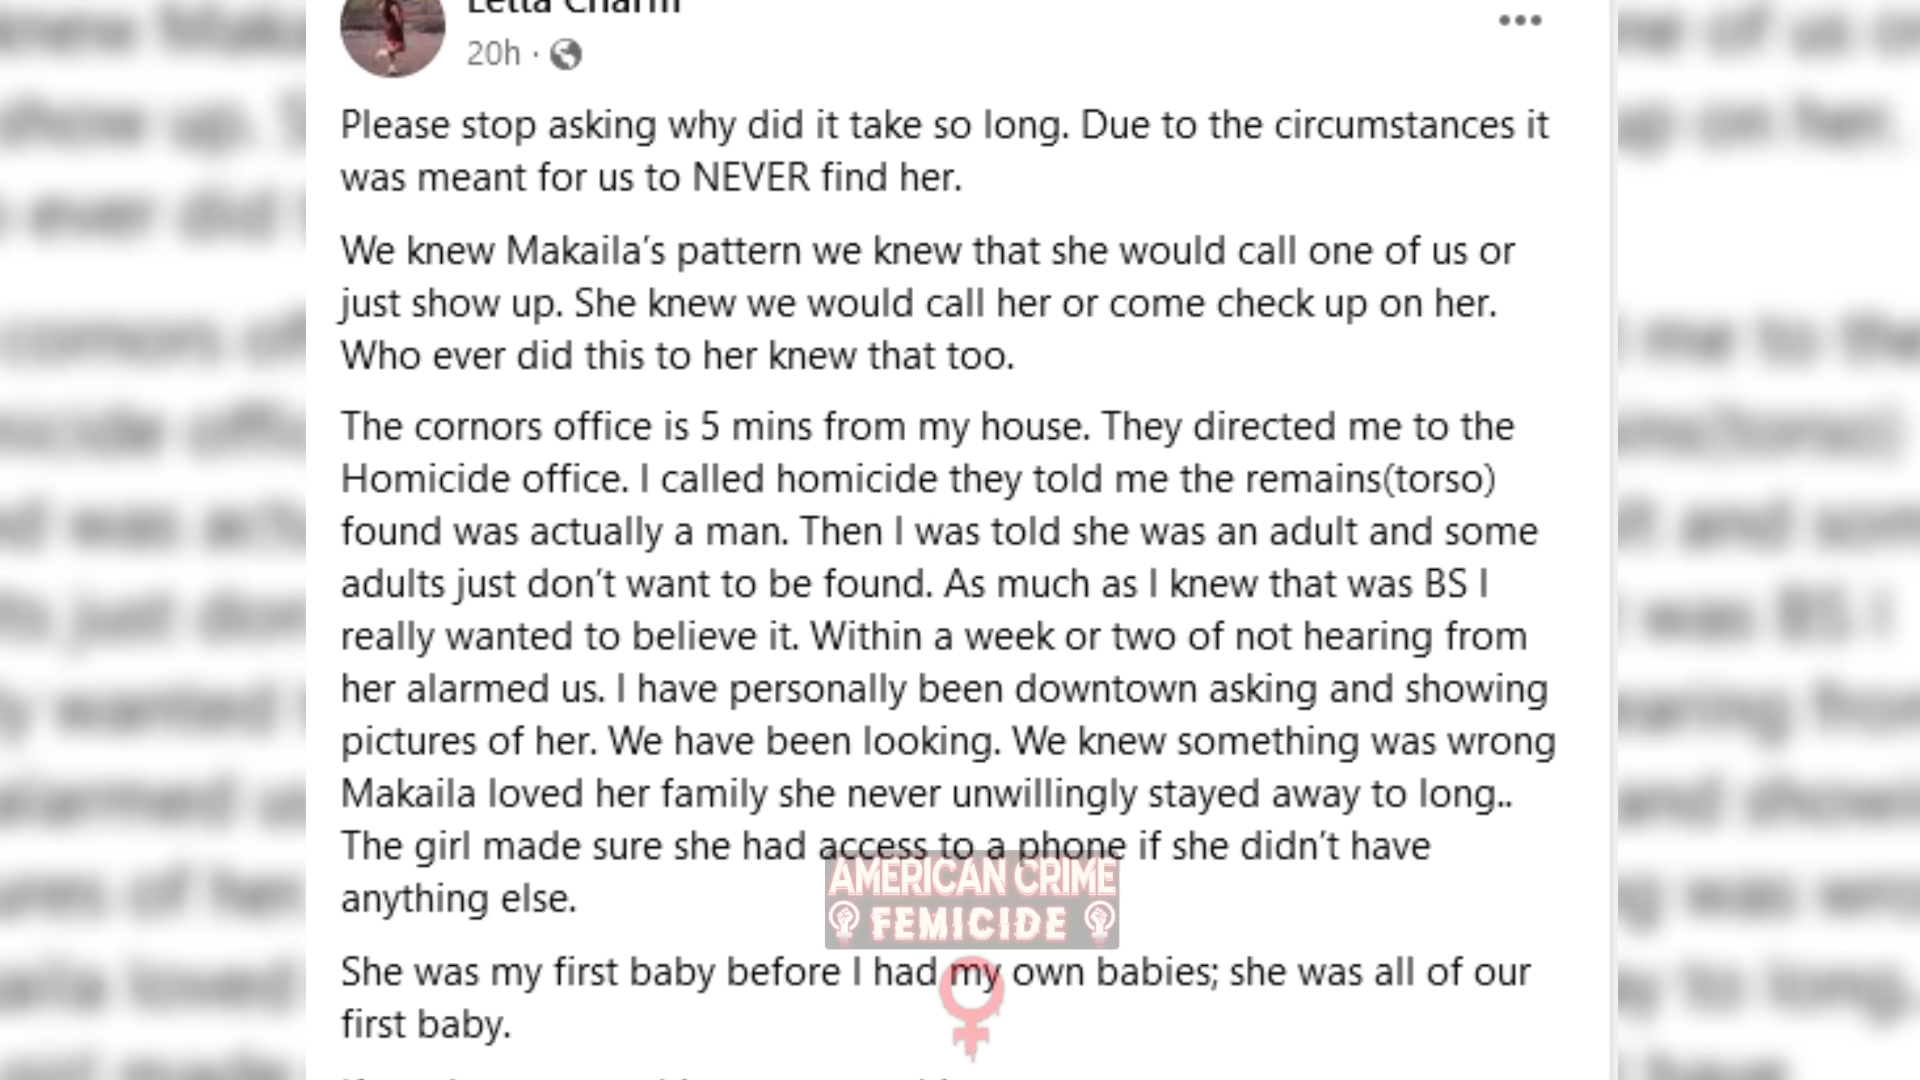 20h ·
Please stop asking why did it take so long. Due to the circumstances it
was meant for us to NEVER find her.
We knew Makaila’s pattern we knew that she would call one of us or
just show up. She knew we would call her or come check up on her.
Who ever did this to her knew that too.
The cornors office is 5 mins from my house. They directed me to the
Homicide office. I called homicide they told me the remains(torso)
found was actually a man. Then I was told she was an adult and some
adults just don’t want to be found. As much as I knew that was BS I
really wanted to believe it. Within a week or two of not hearing from
her alarmed us. I have personally been downtown asking and showing
pictures of her. We have been looking. We knew something was wrong
Makaila loved her family she never unwillingly stayed away to long..
The girl made sure she had access to a phone if she didn’t have
anything else.
AMERICAN CRIME
FEMICIDE
She was my first baby before I had my own babies; she was all of our
first baby.